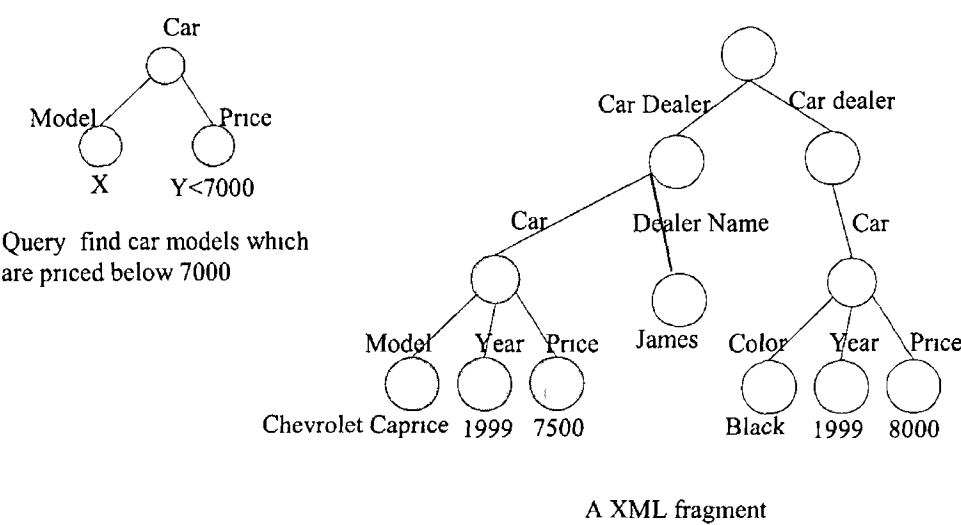 Car
Model Price
X Y<7000
Query find car models which
are priced below 7000
Car Dealer Car dealer
Car Dealer Name Car
Model Year Price James Color Year Price
Chevrolet Caprice 1999 7500 Black 1999 8000
A XML fragment